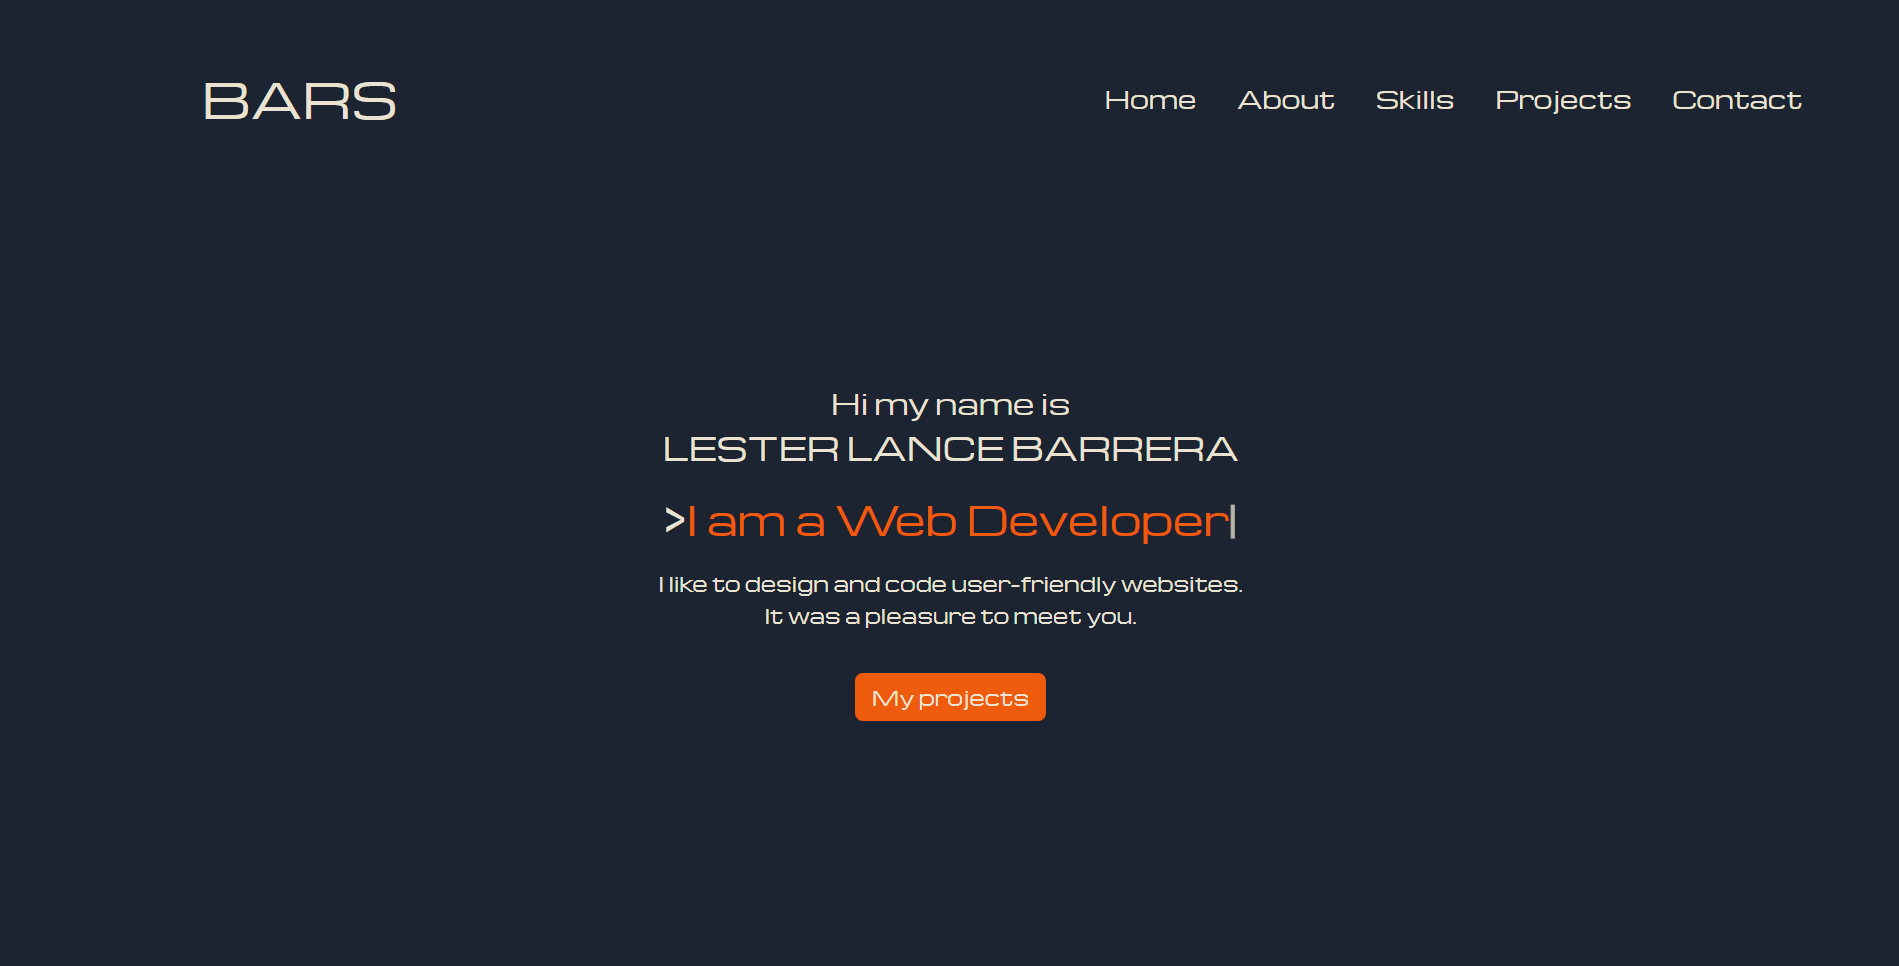 BARS
Home About Skills Projects Contact
Hi my name is
LESTER LANCE BARRERA
>I am a Web Developer|
I like to design and code user-friendly websites.
It was a pleasure to meet you.
My projects